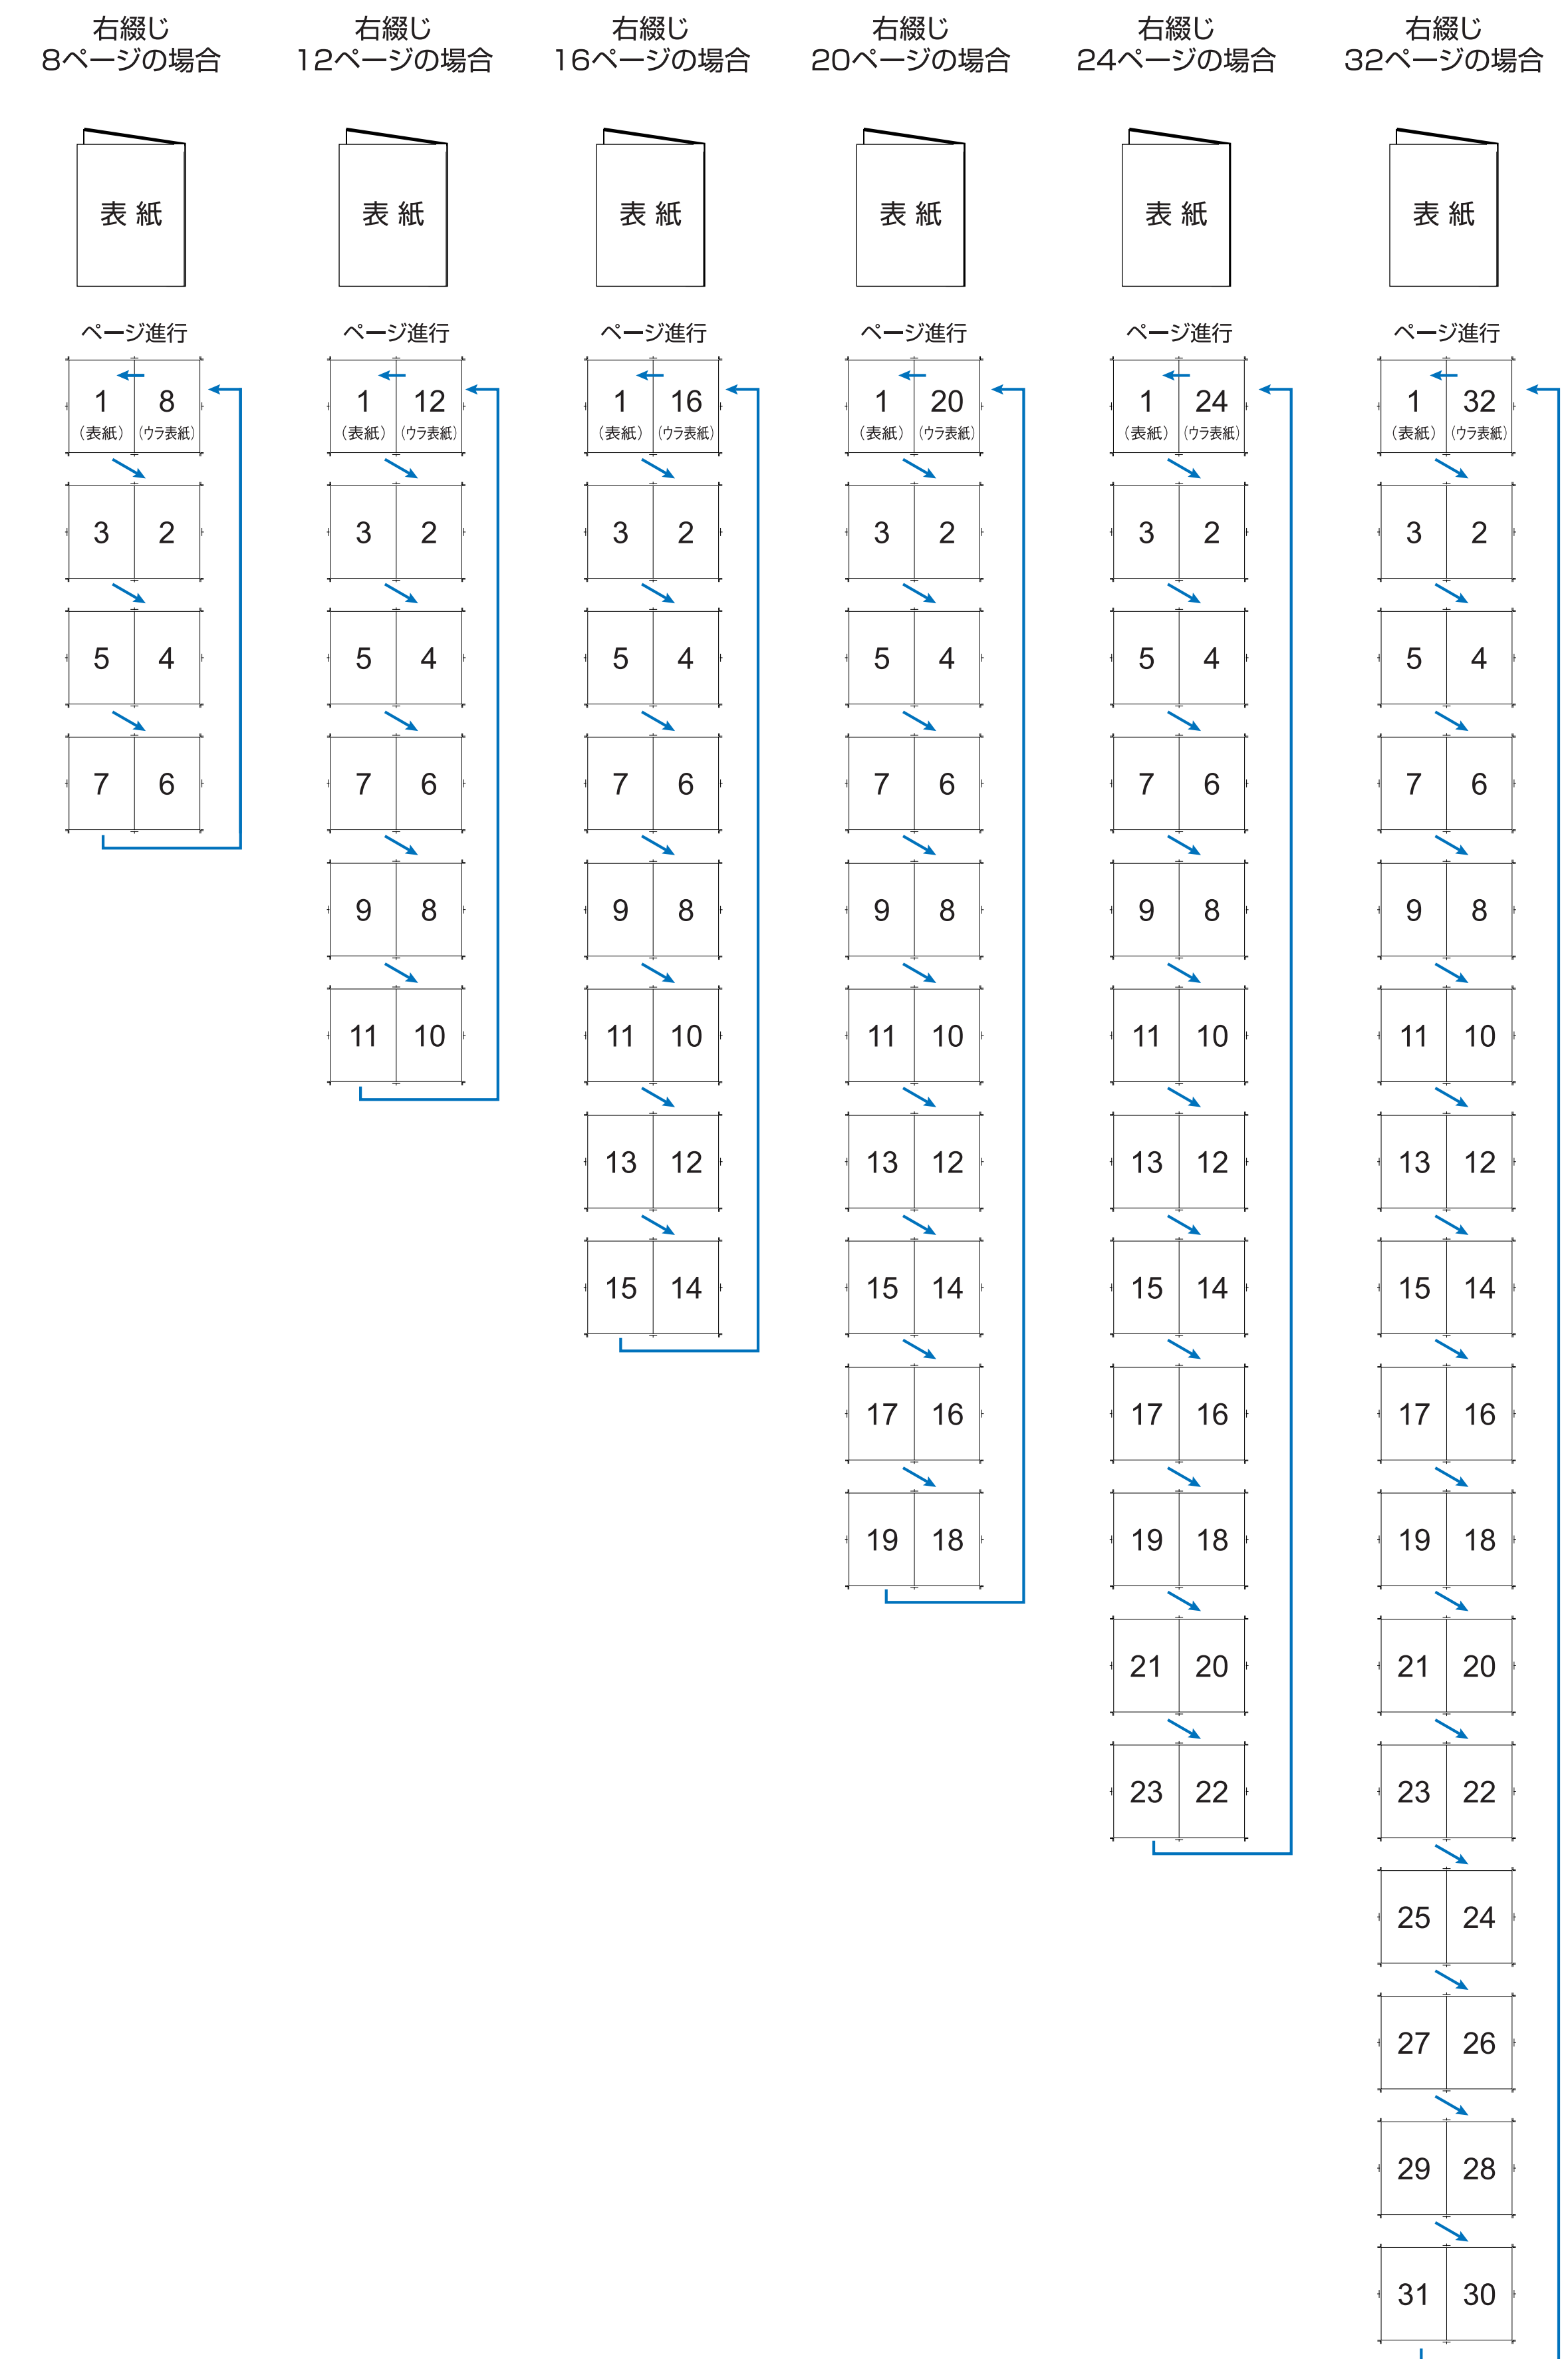 右綴じ
8ページの場合
表 紙
ページ進行
1 8
（表紙） （ウラ表紙）
3 2
5 4
7 6
右綴じ
12ページの場合
表 紙
ページ進行
1 12
（表紙） （ウラ表紙）
3 2
5 4
7 6
9 8
11 10
右綴じ
16ページの場合
表 紙
ページ進行
1 16
（表紙） （ウラ表紙）
3 2
5 4
7 6
9 8
11 10
13 12
15 14
右綴じ
20ページの場合
表 紙
ページ進行
1 20
（表紙） （ウラ表紙）
3 2
5 4
7 6
9 8
11 10
13 12
15 14
17 16
19 18
右綴じ
24ページの場合
表 紙
ページ進行
1 24
（表紙） （ウラ表紙）
3 2
5 4
7 6
9 8
11 10
13 12
15 14
17 16
19 18
21 20
23 22
右綴じ
32ページの場合
表 紙
ページ進行
1 32
（表紙） （ウラ表紙）
3 2
5 4
7 6
9 8
11 10
13 12
15 14
17 16
19 18
21 20
23 22
25 24
27 26
29 28
31 30